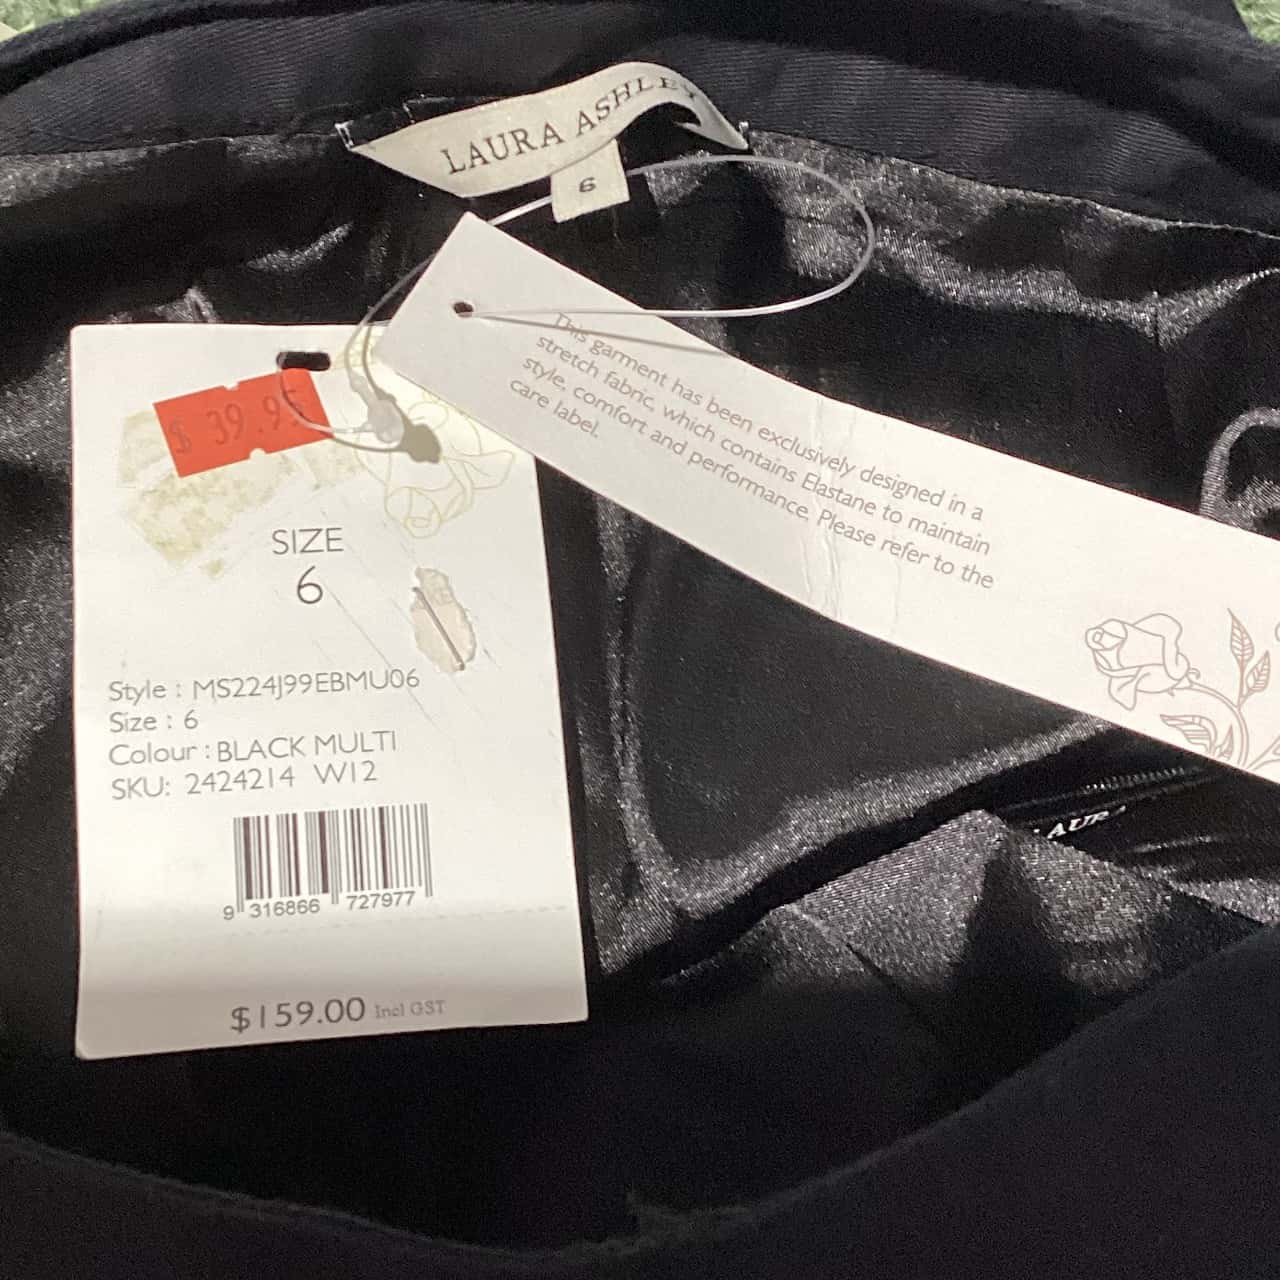 LAURA ASHLEY
6
This garment has been exclusively designed in a
stretch fabric, which contains Elastane to maintain
style, comfort and performance. Please refer to the
care label.
$ 39.95
SIZE
6
Style : MS224J99EBMU06
Size : 6
Colour : BLACK MULTI
SKU: 2424214 W12
9 316866 727977
$159.00 Incl GST
LAUR